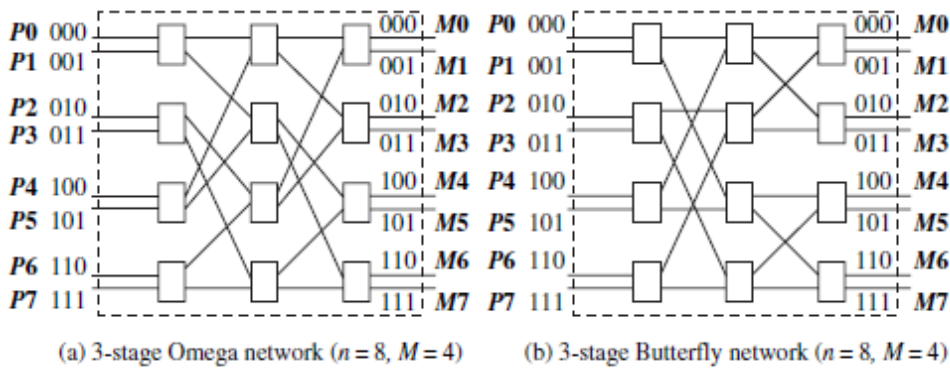 P0 000 000 M0 P0 000 000 M0
P1 001 001 M1 P1 001 001 M1
P2 010 010 M2 P2 010 010 M2
P3 011 011 M3 P3 011 011 M3
P4 100 100 M4 P4 100 100 M4
P5 101 101 M5 P5 101 101 M5
P6 110 110 M6 P6 110 110 M6
P7 111 111 M7 P7 111 111 M7
(a) 3-stage Omega network (n = 8, M = 4) (b) 3-stage Butterfly network (n = 8, M = 4)